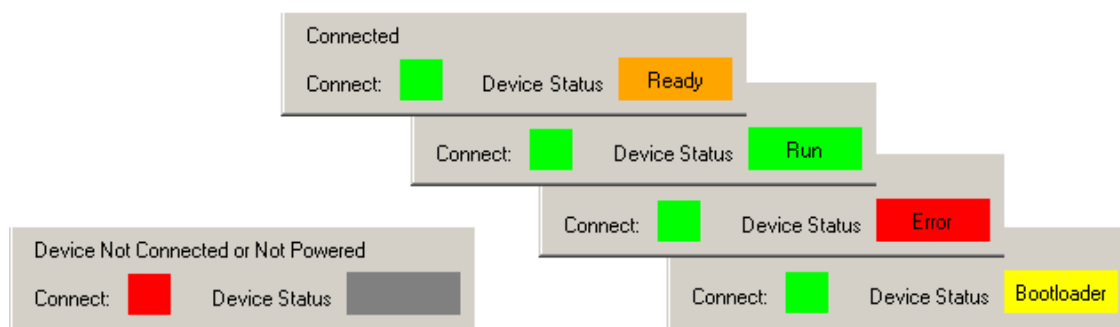 Connected
Connect: Device Status Ready
Connect: Device Status Run
Connect: Device Status Error
Device Not Connected or Not Powered
Connect: Device Status
Connect: Device Status Bootloader